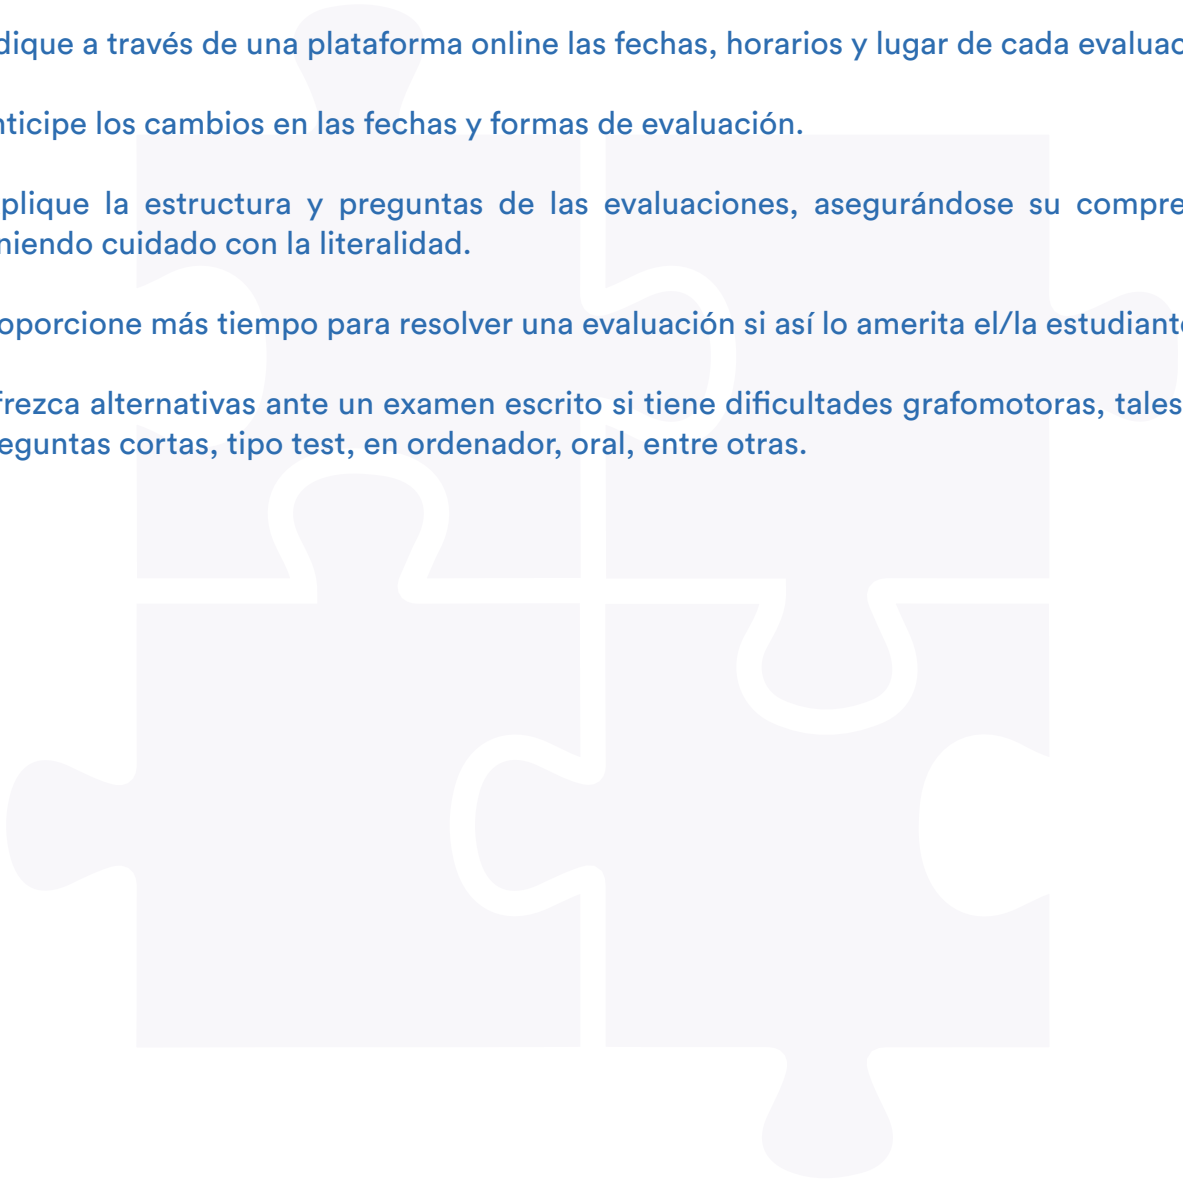 dique a través de una plataforma online las fechas, horarios y lugar de cada evaluac
nticipe los cambios en las fechas y formas de evaluación.
plique la estructura y preguntas de las evaluaciones, asegurándose su compre
niendo cuidado con la literalidad.
oporcione más tiempo para resolver una evaluación si así lo amerita el/la estudiante
frezca alternativas ante un examen escrito si tiene dificultades grafomotoras, tales
eguntas cortas, tipo test, en ordenador, oral, entre otras.